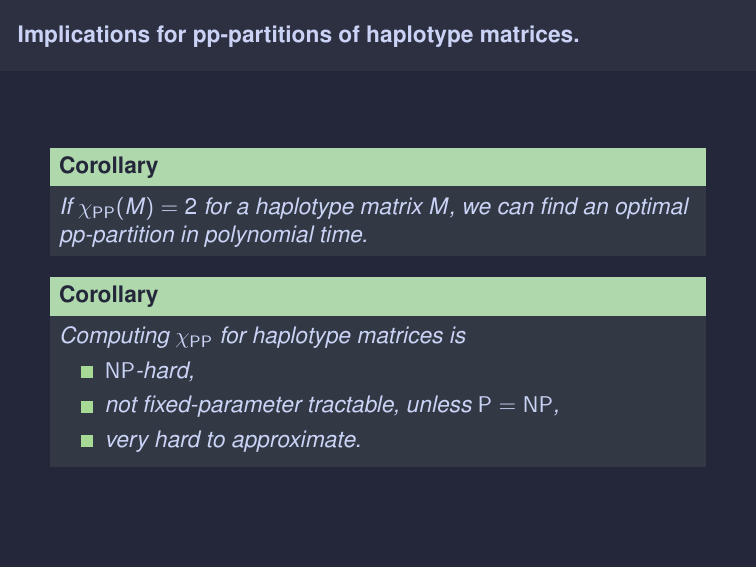 Implications for pp-partitions of haplotype matrices.
Corollary
If χPP(M) = 2 for a haplotype matrix M, we can find an optimal
pp-partition in polynomial time.
Corollary
Computing χPP for haplotype matrices is
NP-hard,
not fixed-parameter tractable, unless P = NP,
very hard to approximate.